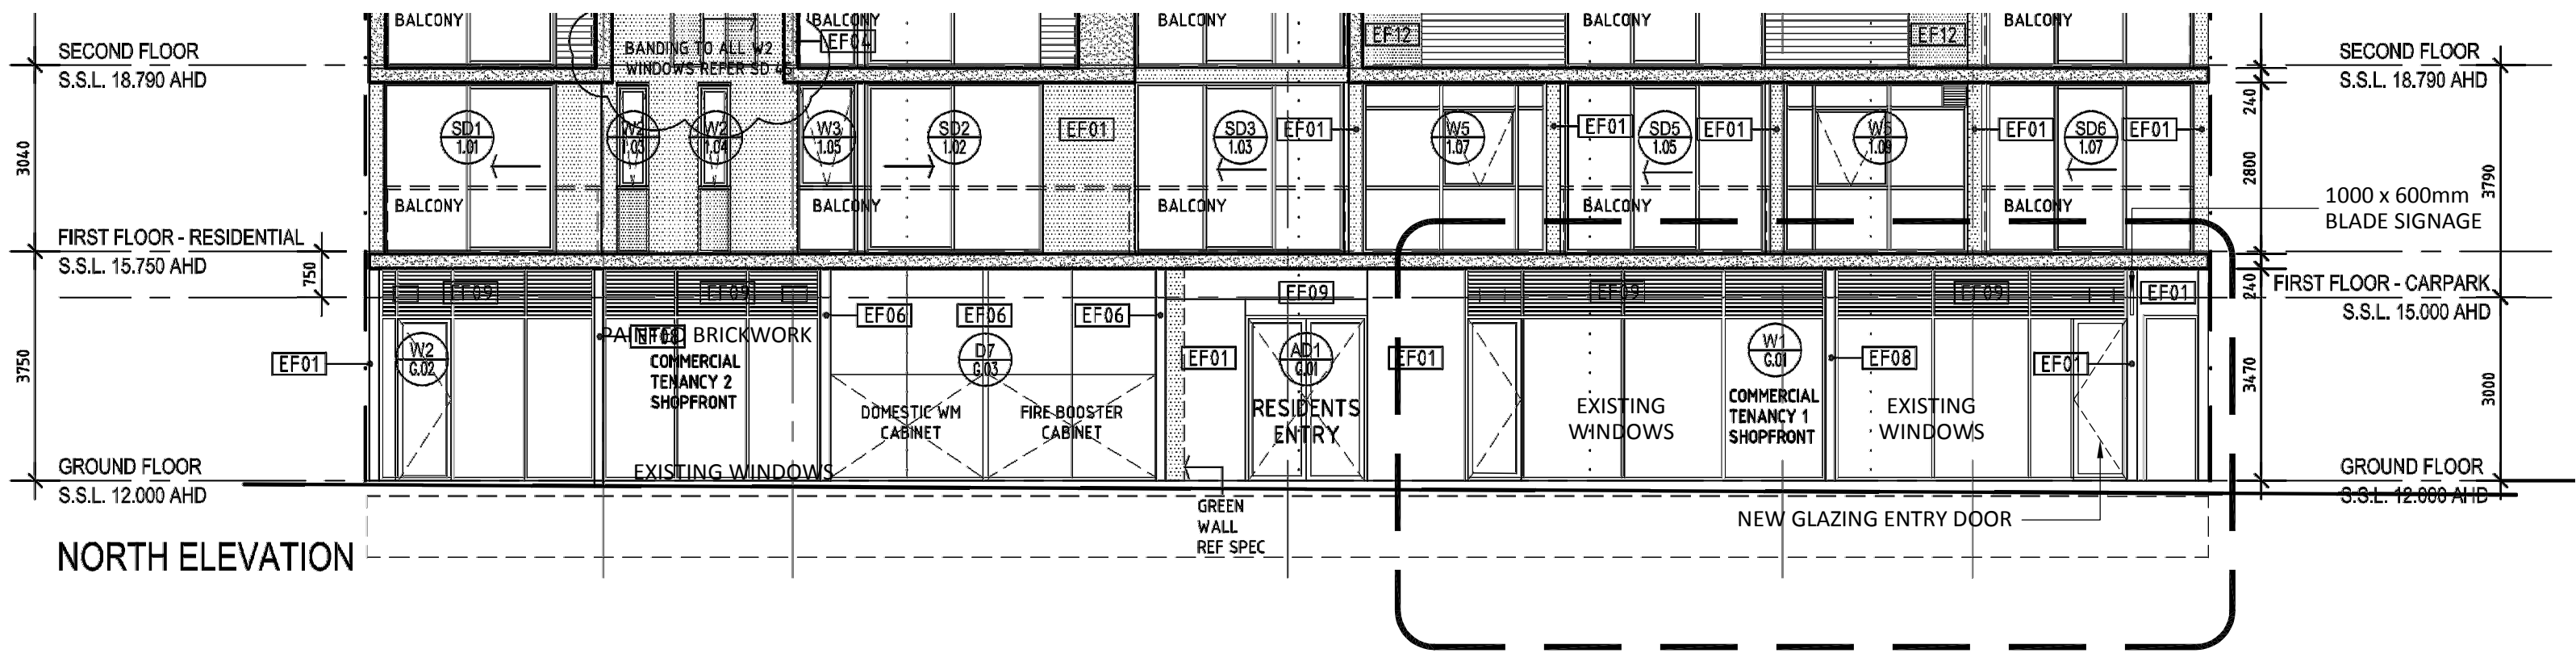 BALCONY
BALCONY
BALCONY
BALCONY
BALCONY
EF04
EF12
EF12
BANDING TO ALL W2
WINDOWS REFER SD
SECOND FLOOR
S.S.L. 18.790 AHD
SECOND FLOOR
S.S.L. 18.790 AHD
3040
240
2800
3790
SD1
1.01
W2
1.03
W2
1.04
W3
1.05
SD2
1.02
EF01
SD3
1.03
EF01
W5
1.07
EF01
SD5
1.05
EF01
1.09
EF01
SD6
1.07
EF01
BALCONY
BALCONY
BALCONY
BALCONY
BALCONY
1000 x 600mm
BLADE SIGNAGE
FIRST FLOOR - RESIDENTIAL
S.S.L. 15.750 AHD
750
240
FIRST FLOOR - CARPARK
S.S.L. 15.000 AHD
EF09
EF09
EF09
EF09
EF09
EF01
EF06
EF06
EF06
3750
EF01
W2
G.02
PAINTED BRICKWORK
EF08
COMMERCIAL
TENANCY 2
SHOPFRONT
D7
G.03
EF01
AD1
G.01
EF01
W1
G.01
EF08
EF01
3470
3000
DOMESTIC WM
CABINET
FIRE BOOSTER
CABINET
RESIDENTS
ENTRY
EXISTING
WINDOWS
COMMERCIAL
TENANCY 1
SHOPFRONT
EXISTING
WINDOWS
EXISTING WINDOWS
GROUND FLOOR
S.S.L. 12.000 AHD
GROUND FLOOR
S.S.L. 12.000 AHD
GREEN
WALL
REF SPEC
NEW GLAZING ENTRY DOOR
NORTH ELEVATION